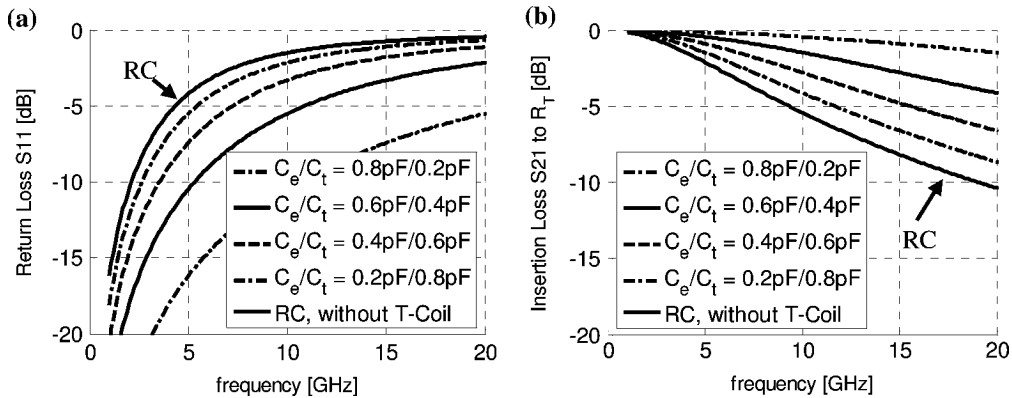 (a)
0
-5
-10
-15
-20
0
5
10
15
20
Return Loss S11 [dB]
frequency [GHz]
RC
C_e/C_t = 0.8pF/0.2pF
C_e/C_t = 0.6pF/0.4pF
C_e/C_t = 0.4pF/0.6pF
C_e/C_t = 0.2pF/0.8pF
RC, without T-Coil
(b)
0
-5
-10
-15
-20
0
5
10
15
20
Insertion Loss S21 to R_T [dB]
frequency [GHz]
RC
C_e/C_t = 0.8pF/0.2pF
C_e/C_t = 0.6pF/0.4pF
C_e/C_t = 0.4pF/0.6pF
C_e/C_t = 0.2pF/0.8pF
RC, without T-Coil